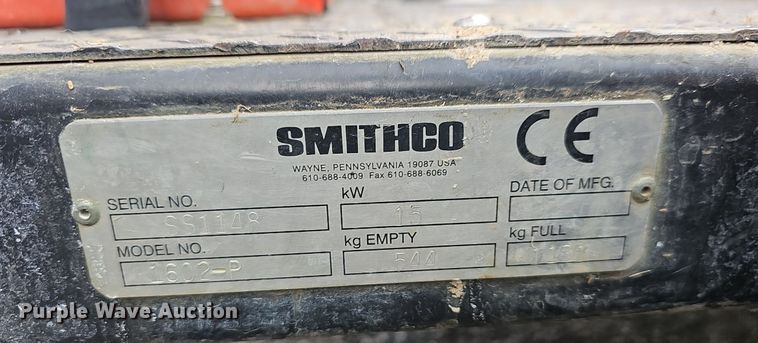 SMITHCO CE
WAYNE, PENNSYLVANIA 19087 USA
610-688-4009 Fax 610-688-6069
SERIAL NO. kW DATE OF MFG.
SS1148 15
MODEL NO. kg EMPTY kg FULL
1602-P 544
Purple Wave Auction